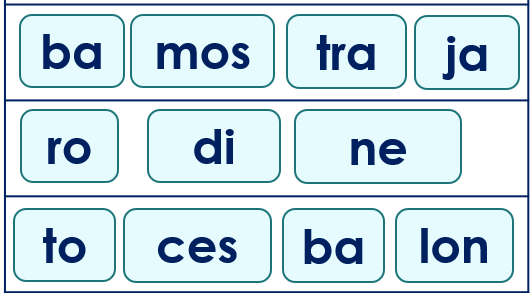 ba mos tra ja
ro di ne
to ces ba lon